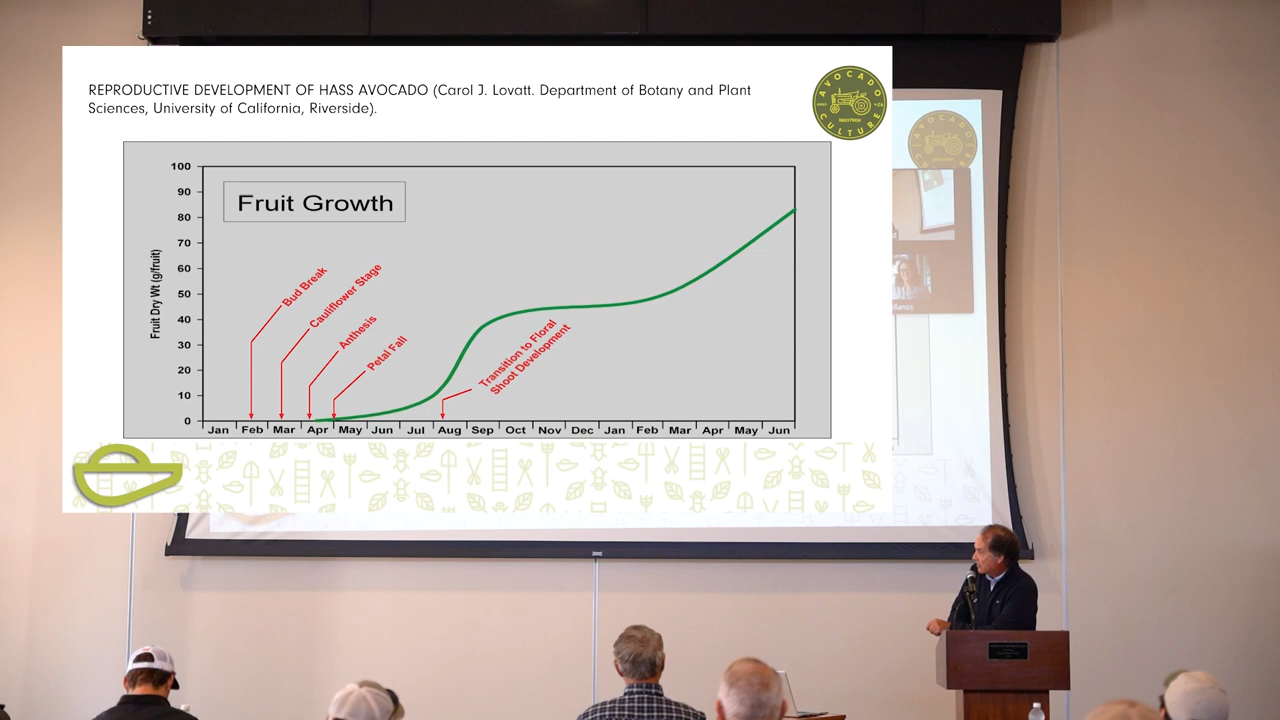 REPRODUCTIVE DEVELOPMENT OF HASS AVOCADO (Carol J. Lovatt. Department of Botany and Plant
Sciences, University of California, Riverside).
AVOCADO
CULTURE
AVOCADO
Fruit Growth
Fruit Dry Wt (g/fruit)
100
90
80
70
60
50
40
30
20
10
0
Bud Break
Cauliflower Stage
Anthesis
Petal Fall
Transition to Floral
Shoot Development
Jan Feb Mar Apr May Jun Jul Aug Sep Oct Nov Dec Jan Feb Mar Apr May Jun